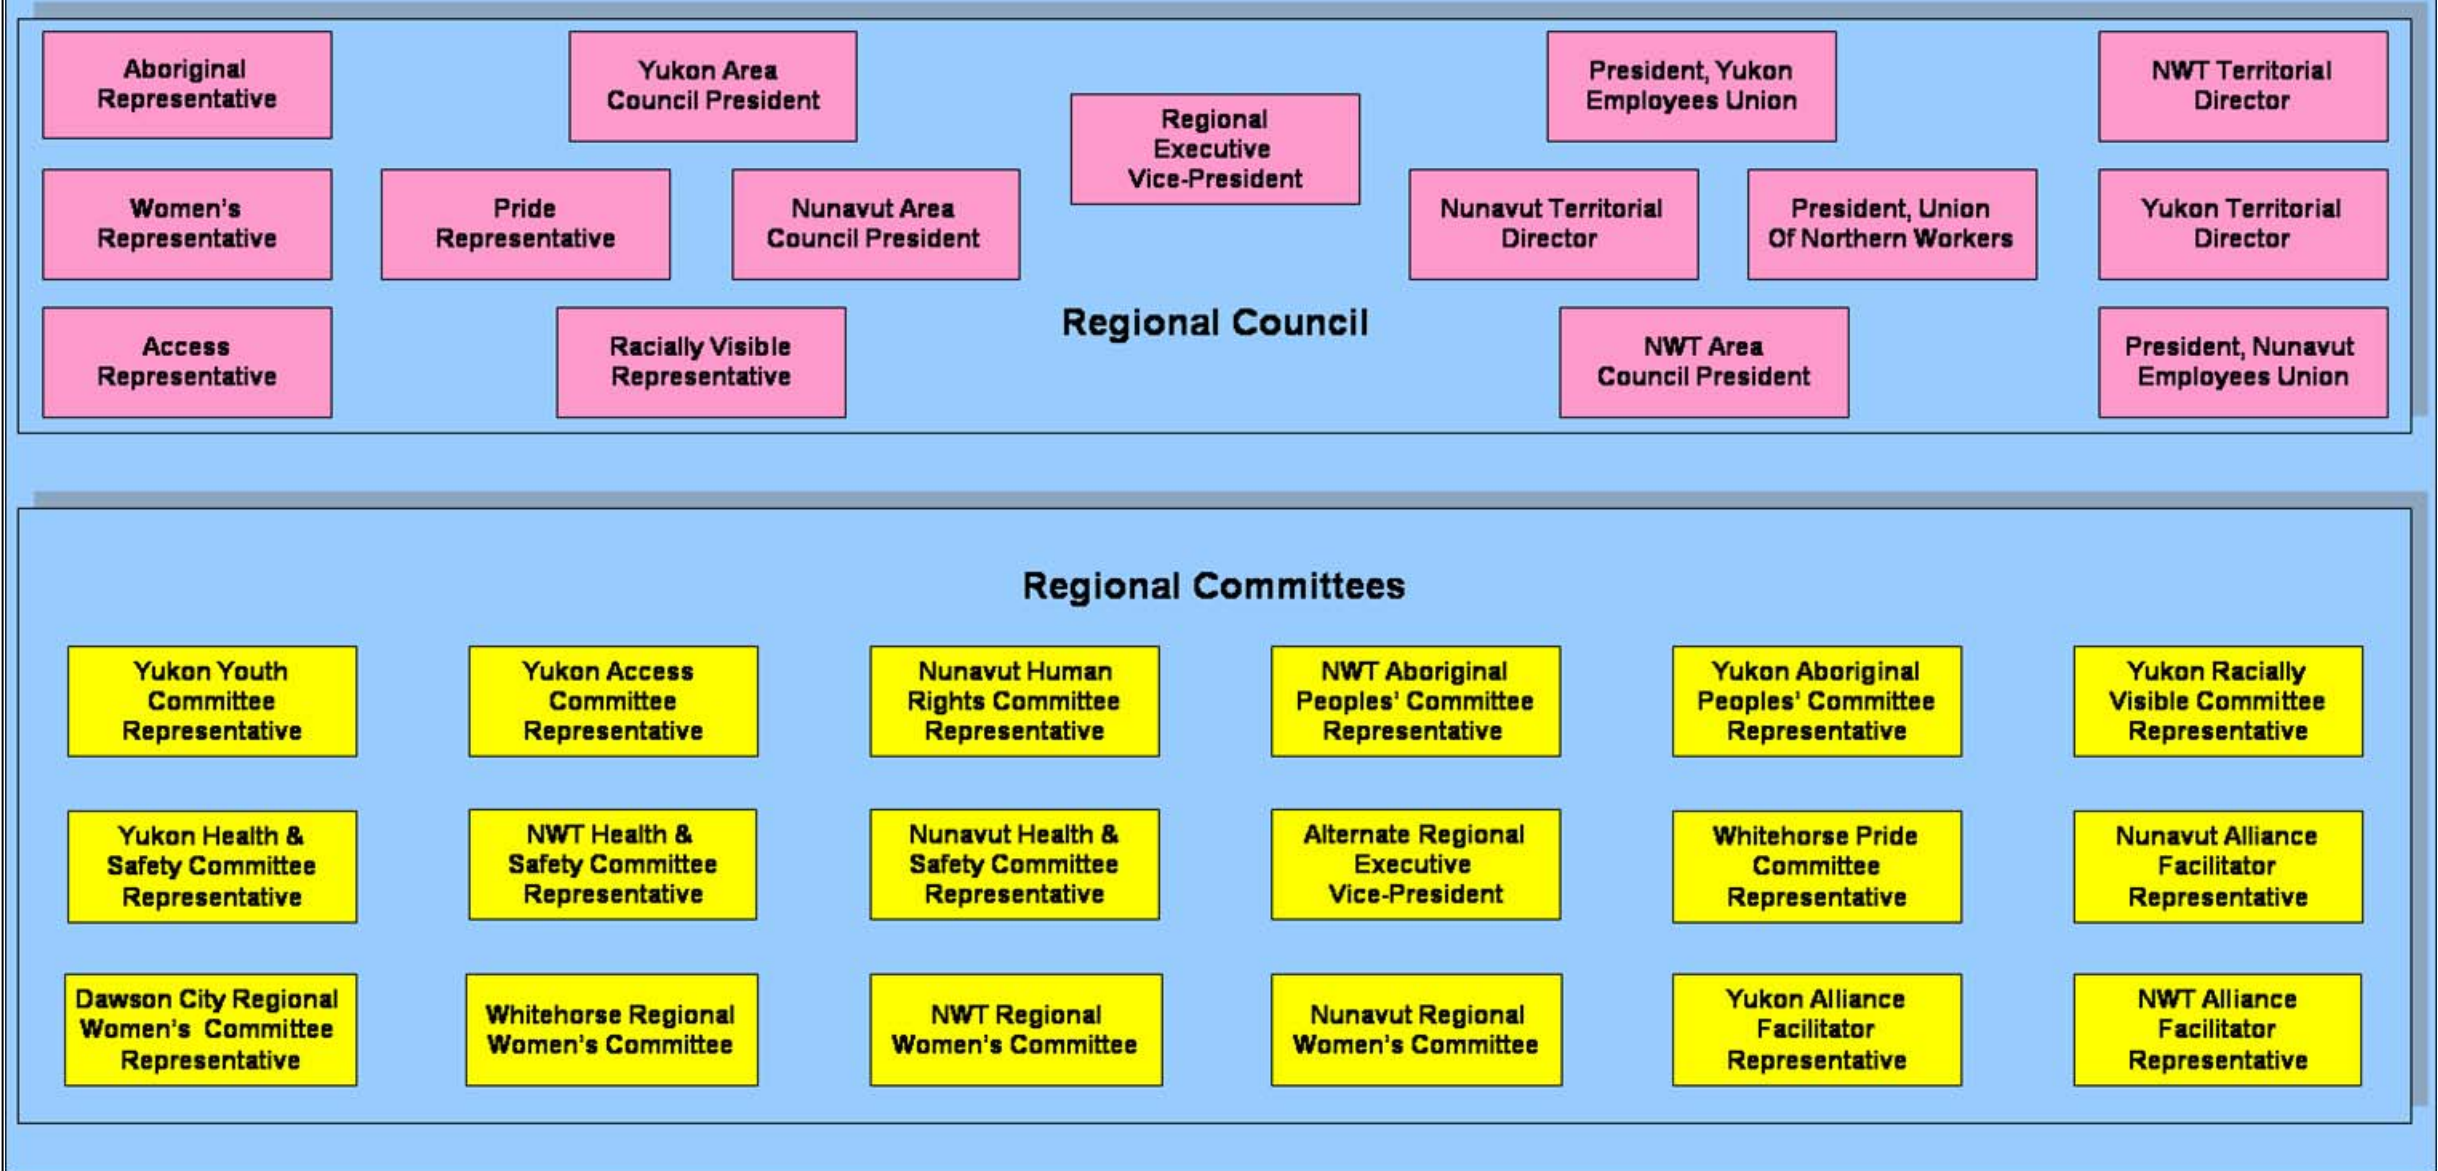 Aboriginal
Representative
Yukon Area
Council President
Regional
Executive
Vice-President
President, Yukon
Employees Union
NWT Territorial
Director
Women's
Representative
Pride
Representative
Nunavut Area
Council President
Nunavut Territorial
Director
President, Union
Of Northern Workers
Yukon Territorial
Director
Access
Representative
Racially Visible
Representative
Regional Council
NWT Area
Council President
President, Nunavut
Employees Union
Regional Committees
Yukon Youth
Committee
Representative
Yukon Access
Committee
Representative
Nunavut Human
Rights Committee
Representative
NWT Aboriginal
Peoples' Committee
Representative
Yukon Aboriginal
Peoples' Committee
Representative
Yukon Racially
Visible Committee
Representative
Yukon Health &
Safety Committee
Representative
NWT Health &
Safety Committee
Representative
Nunavut Health &
Safety Committee
Representative
Alternate Regional
Executive
Vice-President
Whitehorse Pride
Committee
Representative
Nunavut Alliance
Facilitator
Representative
Dawson City Regional
Women's Committee
Representative
Whitehorse Regional
Women's Committee
NWT Regional
Women's Committee
Nunavut Regional
Women's Committee
Yukon Alliance
Facilitator
Representative
NWT Alliance
Facilitator
Representative